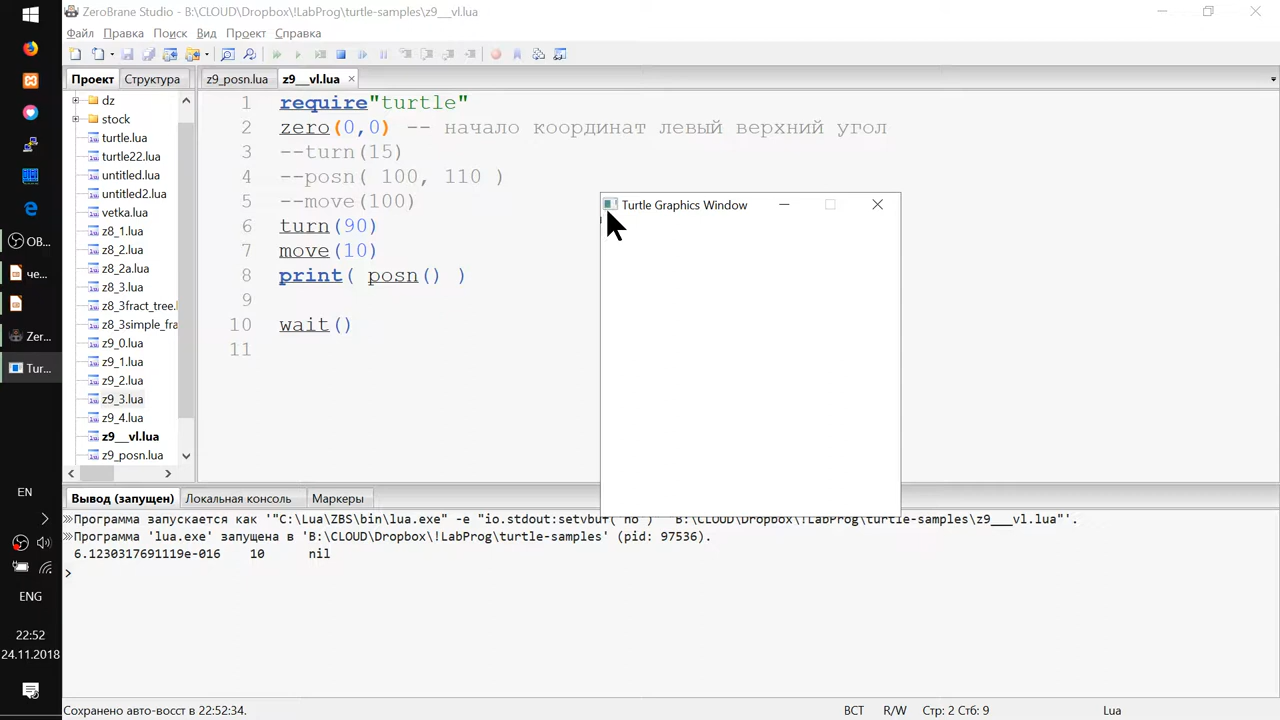 ZeroBrane Studio - B:\CLOUD\Dropbox\!LabProg\turtle-samples\z9__vl.lua
Файл Правка Поиск Вид Проект Справка
Проект Структура
z9_posn.lua z9__vl.lua
dz
stock
turtle.lua
turtle22.lua
untitled.lua
untitled2.lua
vetka.lua
z8_1.lua
z8_2.lua
z8_2a.lua
z8_3.lua
z8_3fract_tree.l
z8_3simple_fra
z9_0.lua
z9_1.lua
z9_2.lua
z9_3.lua
z9_4.lua
z9__vl.lua
z9_posn.lua
1 require"turtle"
2 zero(0,0) -- начало координат левый верхний угол
3 --turn(15)
4 --posn( 100, 110 )
5 --move(100)
6 turn(90)
7 move(10)
8 print( posn() )
9
10 wait()
11
Turtle Graphics Window
OB...
че...
Zer...
Tur...
EN
ENG
22:52
24.11.2018
Вывод (запущен) Локальная консоль Маркеры
Программа запускается как '"C:\Lua\ZBS\bin\lua.exe" -e "io.stdout:setvbuf('no')" "B:\CLOUD\Dropbox\!LabProg\turtle-samples\z9__vl.lua"'.
Программа 'lua.exe' запущена в 'B:\CLOUD\Dropbox\!LabProg\turtle-samples' (pid: 97536).
6.1230317691119e-016 10 nil
>
Сохранено авто-восст в 22:52:34.
ВСТ R/W Стр: 2 Стб: 9 Lua